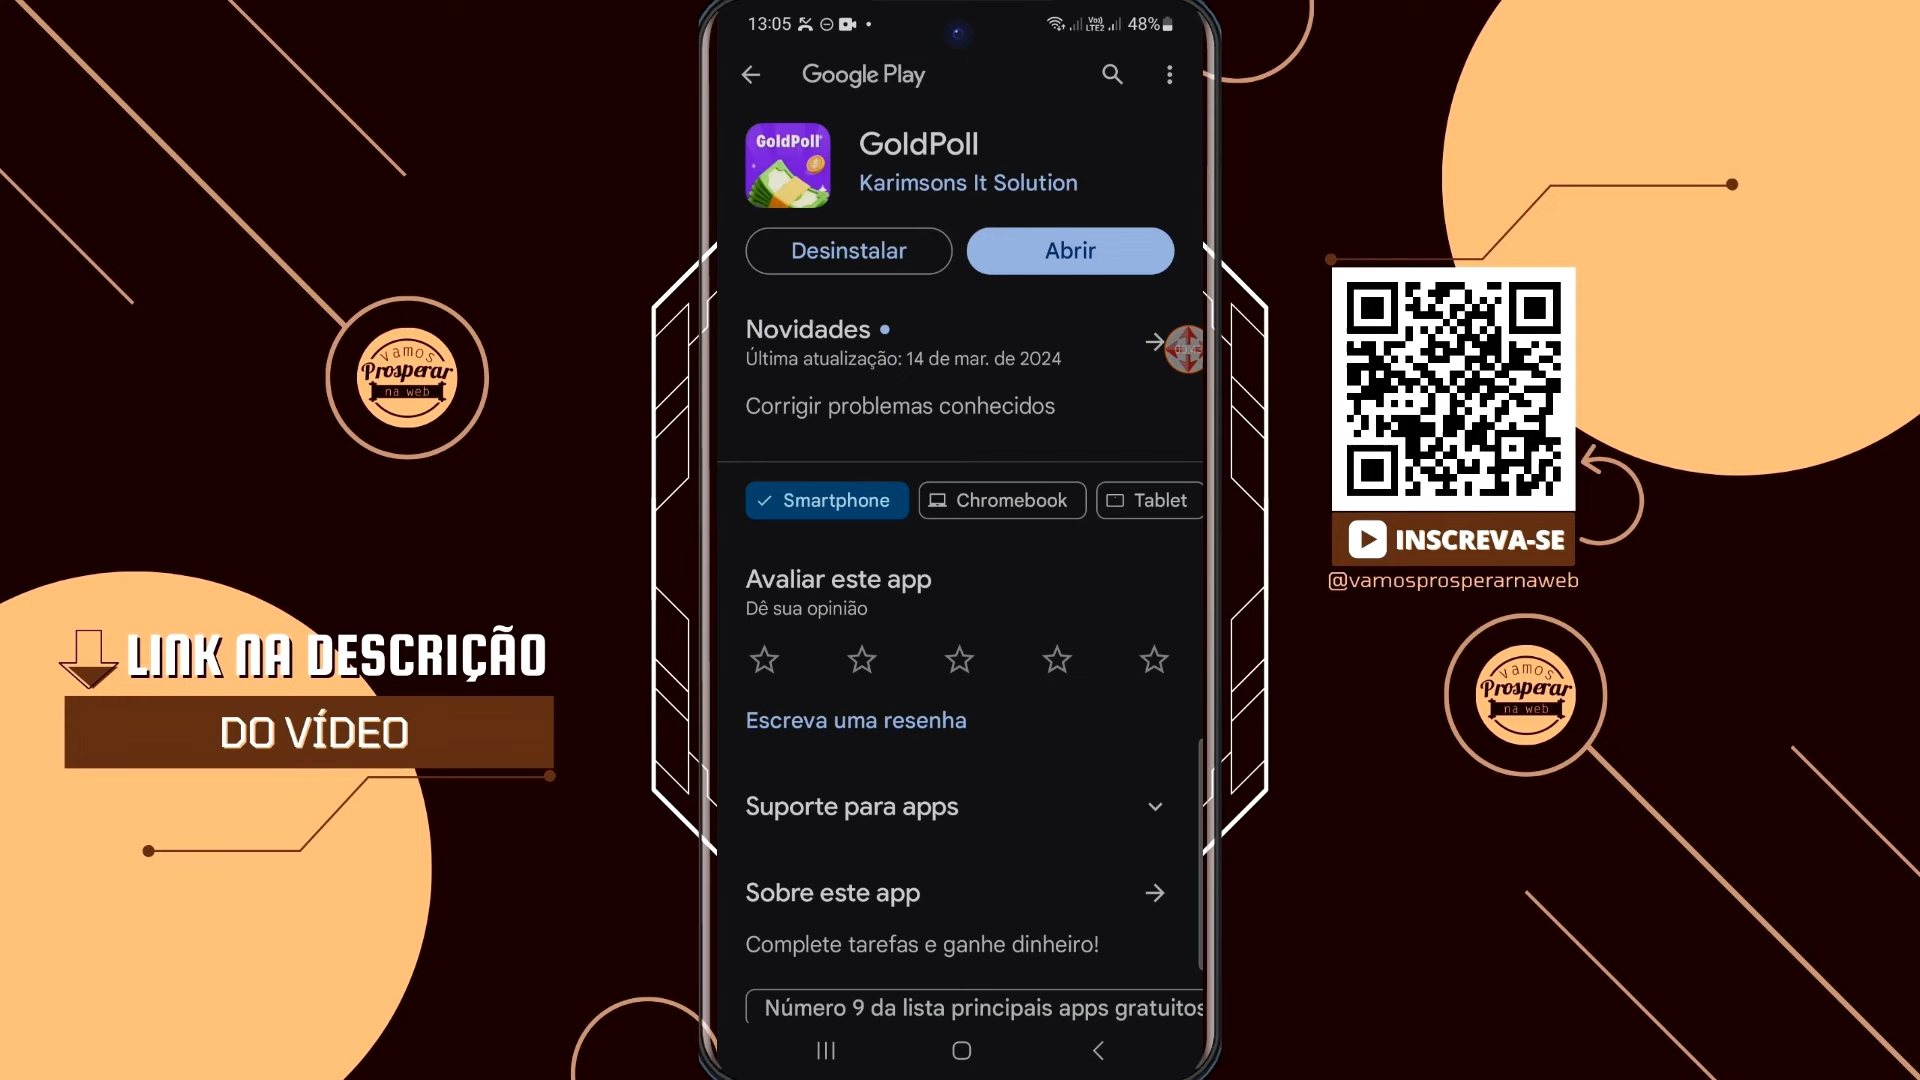 13:05
Voj)
LTE2
48%
Google Play
GoldPoll
GoldPoll
Karimsons It Solution
Desinstalar
Abrir
Novidades
Última atualização: 14 de mar. de 2024
Corrigir problemas conhecidos
Smartphone
Chromebook
Tablet
Avaliar este app
Dê sua opinião
Escreva uma resenha
Suporte para apps
Sobre este app
Complete tarefas e ganhe dinheiro!
Número 9 da lista principais apps gratuitos
vamos
Prosperar
na web
LINK NA DESCRIÇÃO
DO VÍDEO
INSCREVA-SE
@vamosprosperarnaweb
vamos
Prosperar
na web